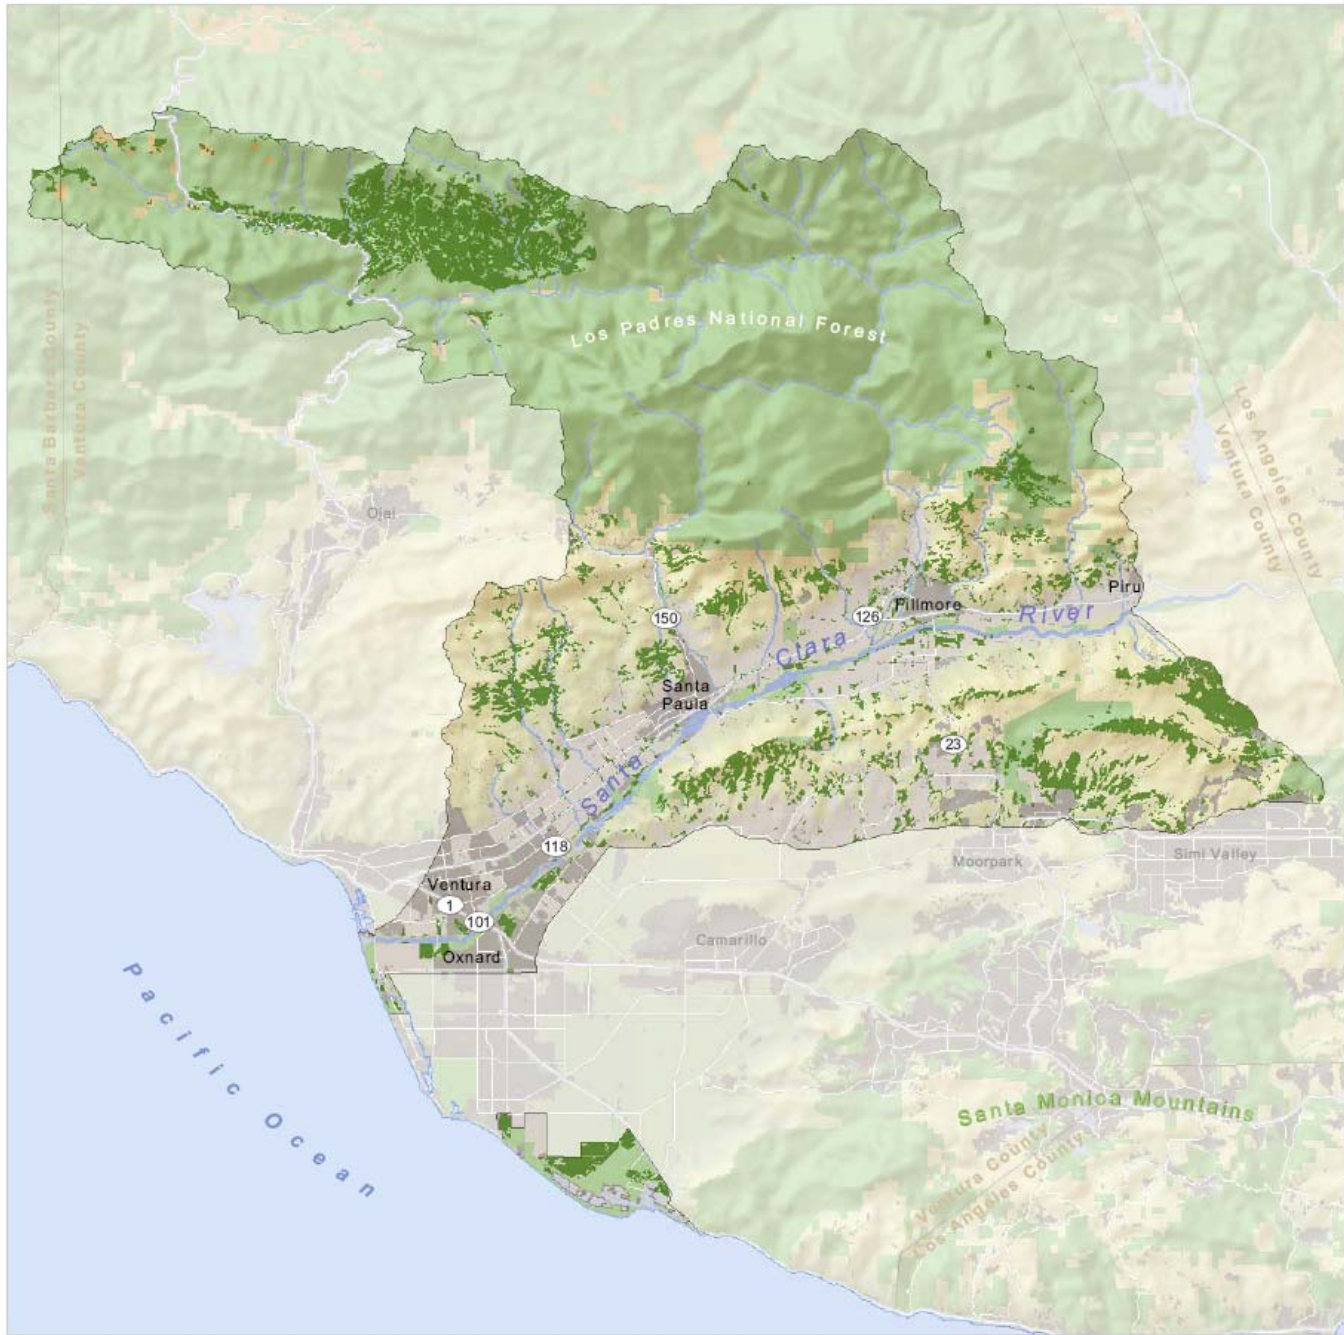 Los Padres National Forest
Santa Barbara County
Ventura County
Los Angeles County
Ventura County
Ojai
Piru
Fillmore
126
River
150
Clara
Santa
Paula
23
Santa
118
Moorpark
Simi Valley
Ventura
1
101
Camarillo
Oxnard
Pacific Ocean
Santa Monica Mountains
Ventura County
Los Angeles County